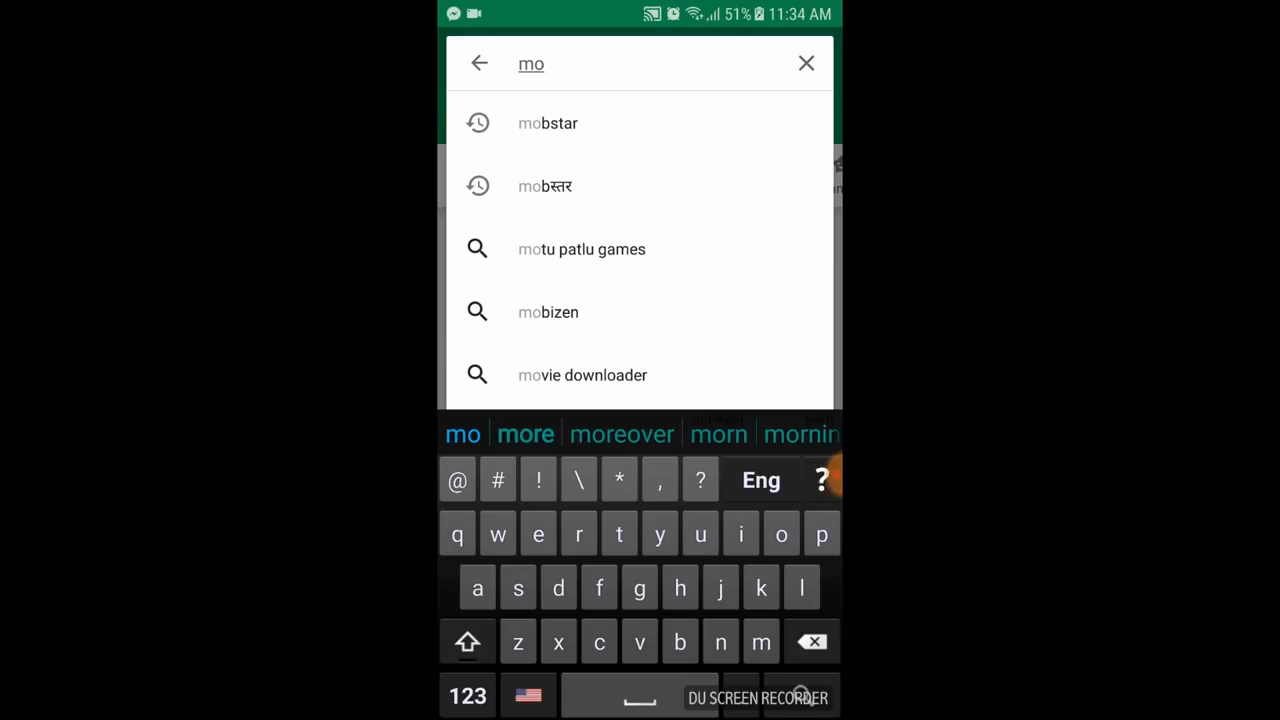 51% 11:34 AM
mo
mobstar
mobस्तर
motu patlu games
mobizen
movie downloader
mo more moreover morn mornin
@ # ! \ * , ? Eng ?
q w e r t y u i o p
a s d f g h j k l
z x c v b n m
123 DU SCREEN RECORDER